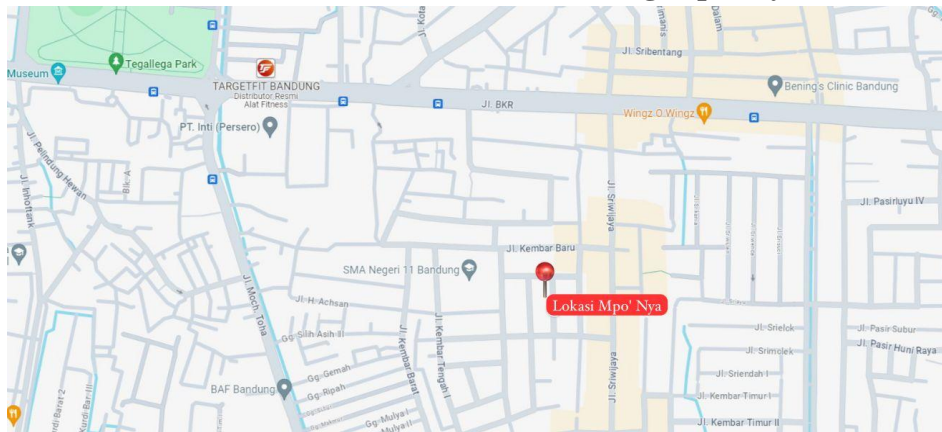 Jl. Sribentang
Tegallega Park
Museum
TARGETFIT BANDUNG
Distributor Resmi
Alat Fitness
Bening's Clinic Bandung
Jl. BKR
Wingz O Wingz
PT. Inti (Persero)
Jl. Pelindung Hewan
Blk. A
Jl. Inhoftank
Jl. Sriwijaya
Jl. Pasirluyu IV
Jl. Kembar Baru
SMA Negeri 11 Bandung
Lokasi Mpo' Nya
Jl. Moch. Toha
Jl. H. Achsan
Gg. Silih Asih III
Jl. Kembar Barat
Jl. Kembar Tengah I
Jl. Sriwijaya
Jl. Srielok
Jl. Pasir Subur
Jl. Pasir Huni Raya
Jl. Srimolek
Jl. Sriendah I
BAF Bandung
Gg. Gemah
Gg. Ripah
Jl. Kembar Timur I
Gg. Mulya I
Jl. Kembar Timur II